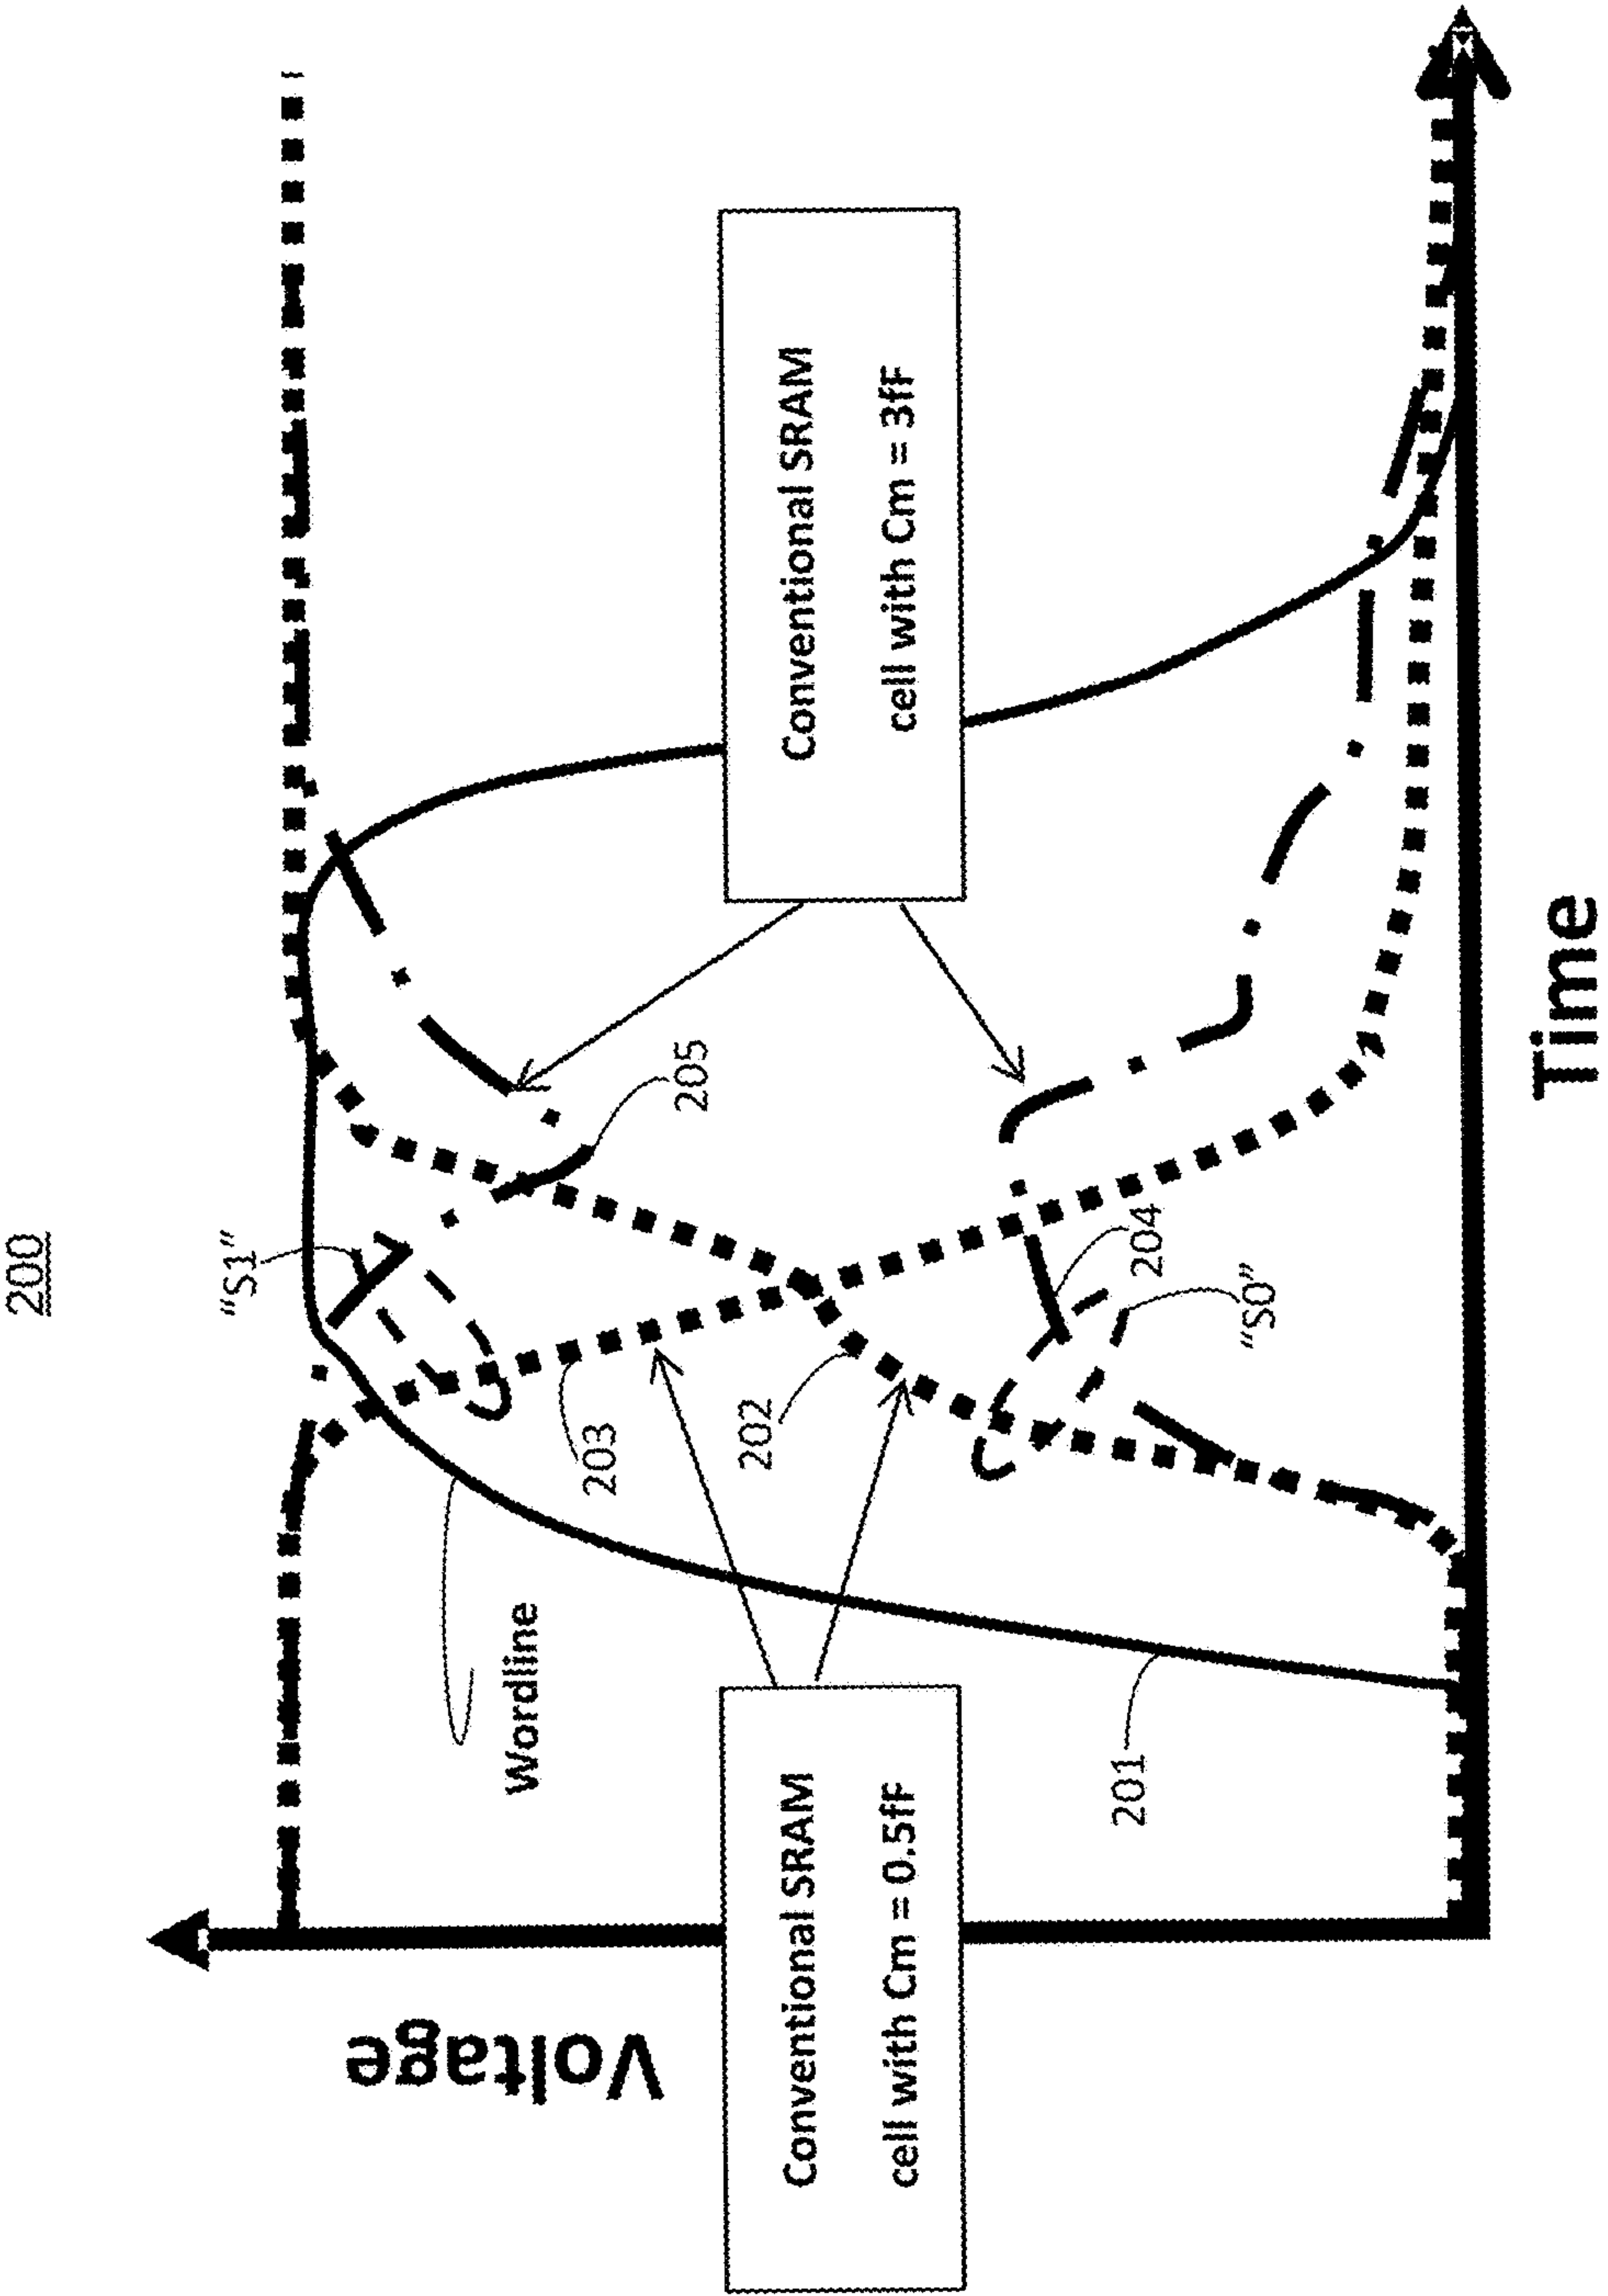 200
"S1"
Voltage
Wordline
203
205
202
Conventional SRAM
cell with Cm = 0.5fF
Conventional SRAM
cell with Cm = 3fF
204
201
"S0"
Time